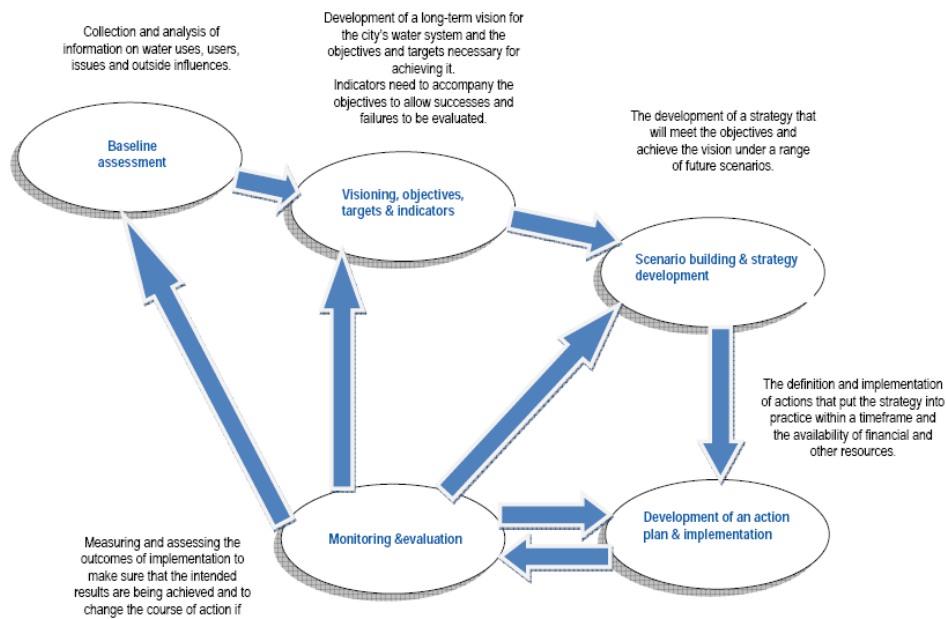 Collection and analysis of
information on water uses, users,
issues and outside influences.
Development of a long-term vision for
the city's water system and the
objectives and targets necessary for
achieving it.
Indicators need to accompany the
objectives to allow successes and
failures to be evaluated.
The development of a strategy that
will meet the objectives and
achieve the vision under a range
of future scenarios.
Baseline
assessment
Visioning, objectives,
targets & indicators
Scenario building & strategy
development
The definition and implementation
of actions that put the strategy into
practice within a timeframe and
the availability of financial and
other resources.
Development of an action
plan & implementation
Monitoring &evaluation
Measuring and assessing the
outcomes of implementation to
make sure that the intended
results are being achieved and to
change the course of action if